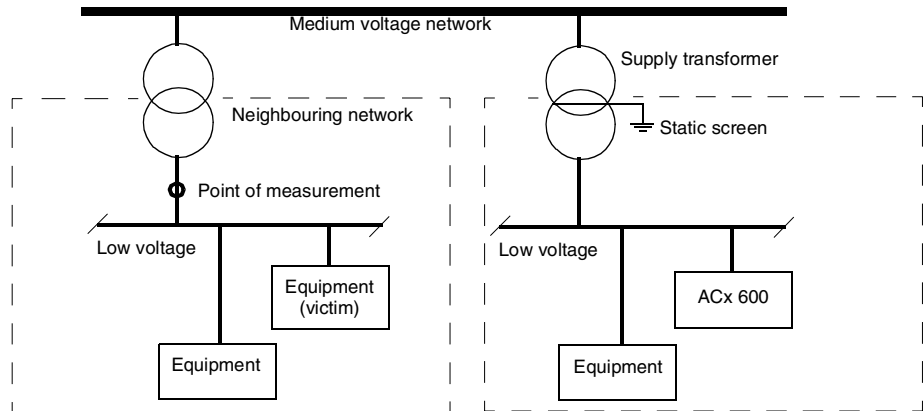 Medium voltage network
Supply transformer
Neighbouring network
Static screen
Point of measurement
Low voltage
Low voltage
Equipment
(victim)
ACx 600
Equipment
Equipment